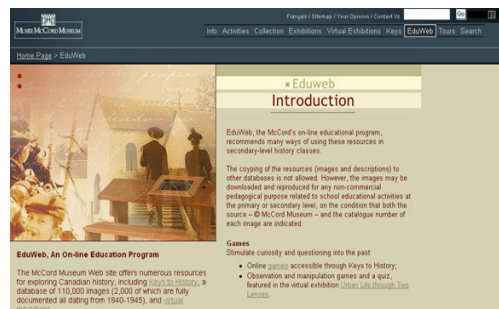 Français / Sitemap / Your Opinion / Contact Us
Go
MUSÉE MCCORD MUSEUM
Info Activities Collection Exhibitions Virtual Exhibitions Keys EduWeb Tours Search
Home Page > EduWeb
Eduweb
Introduction
EduWeb, the McCord's on-line educational program,
recommends many ways of using these resources in
secondary-level history classes.
The coyping of the resources (images and descriptions) to
other databases is not allowed. However, the images may be
downloaded and reproduced for any non-commercial
pedagogical purpose related to school educational activities at
the primary or secondary level, on the condition that both the
source – © McCord Museum – and the catalogue number of
each image are indicated.
Games
Stimulate curiosity and questioning into the past:
Online games accessible through Keys to History;
Observation and manipulation games and a quiz,
featured in the virtual exhibition Urban Life through Two
Lenses.
EduWeb, An On-line Education Program
The McCord Museum Web site offers numerous resources
for exploring Canadian history, including Keys to History, a
database of 110,000 images (2,000 of which are fully
documented all dating from 1840-1945), and virtual
exhibitions